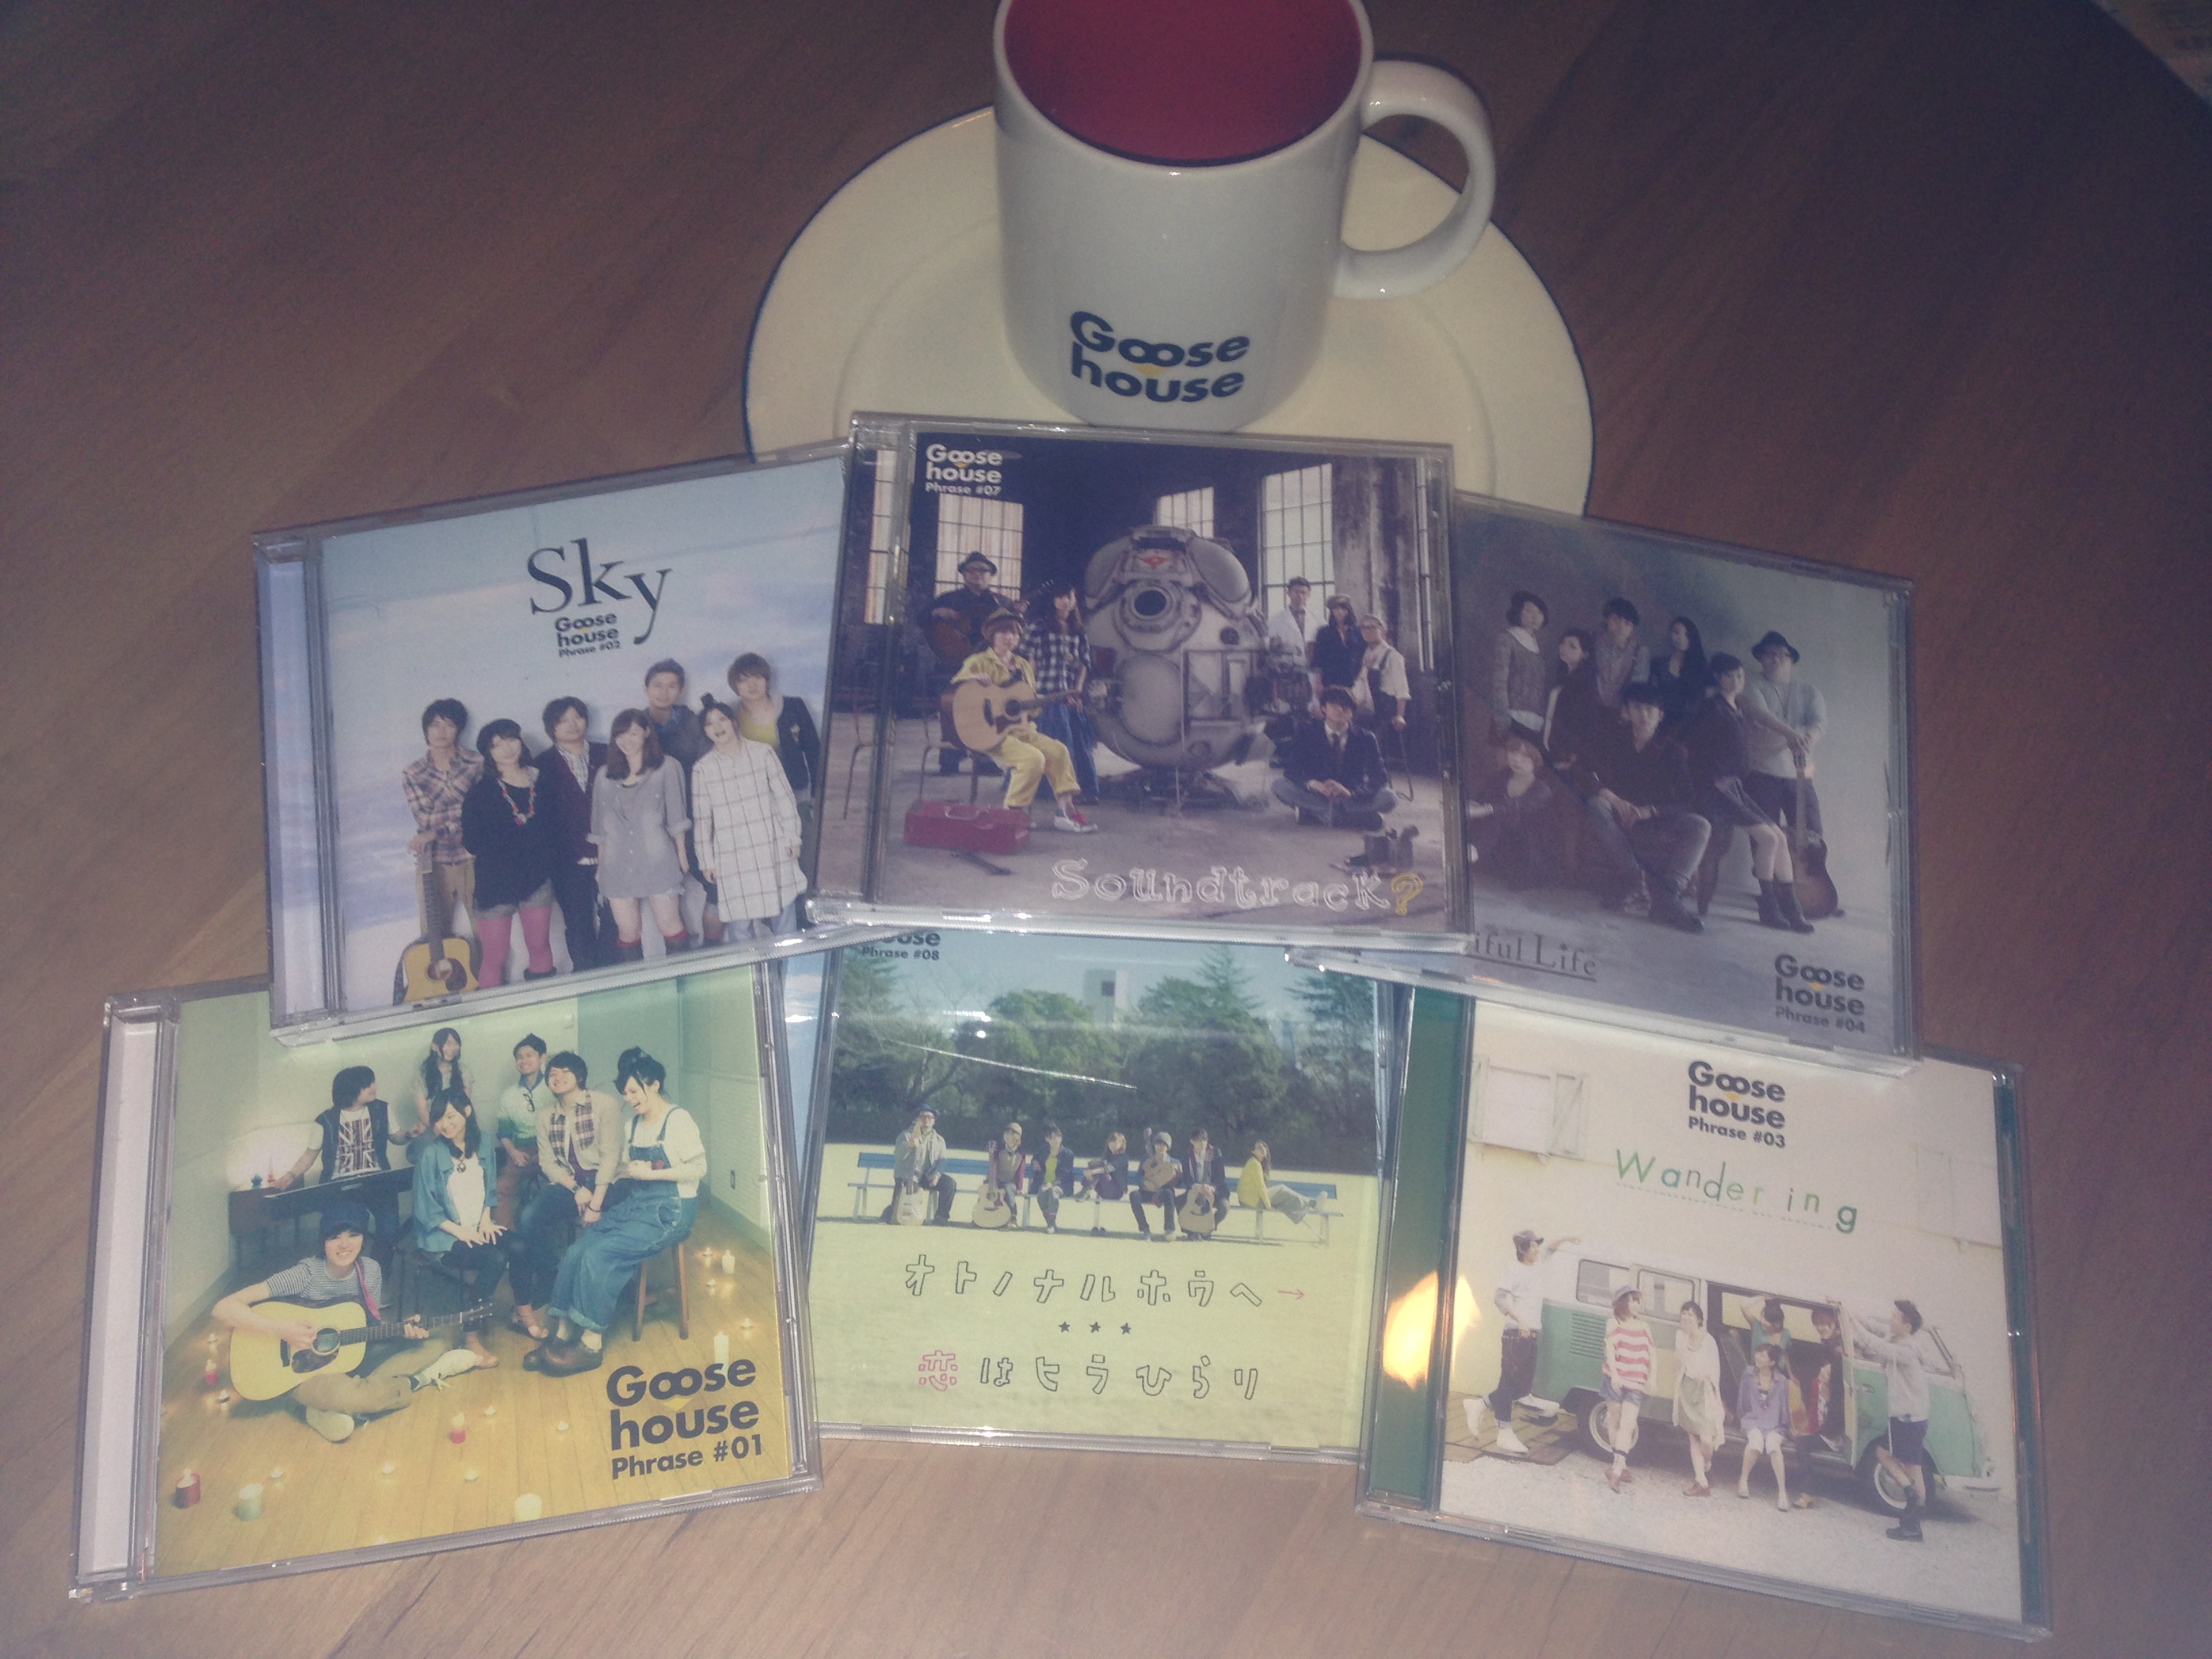 Goose
house
Sky
Goose
house
Phrase #02
Goose
house
Phrase #07
Soundtrack?
iful Life
Goose
house
Phrase #04
Goose
house
Phrase #01
oose
Phrase #08
オトノナルホウヘ→
★★★
恋はヒラひらり
Goose
house
Phrase #03
Wandering